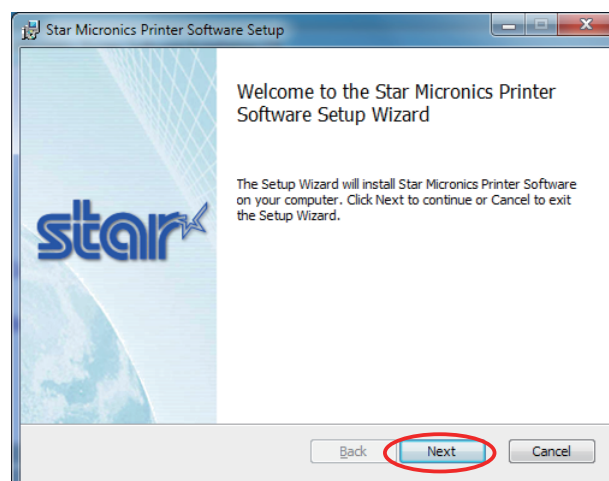 Star Micronics Printer Software Setup
Welcome to the Star Micronics Printer
Software Setup Wizard
The Setup Wizard will install Star Micronics Printer Software
on your computer. Click Next to continue or Cancel to exit
the Setup Wizard.
star
Back Next Cancel